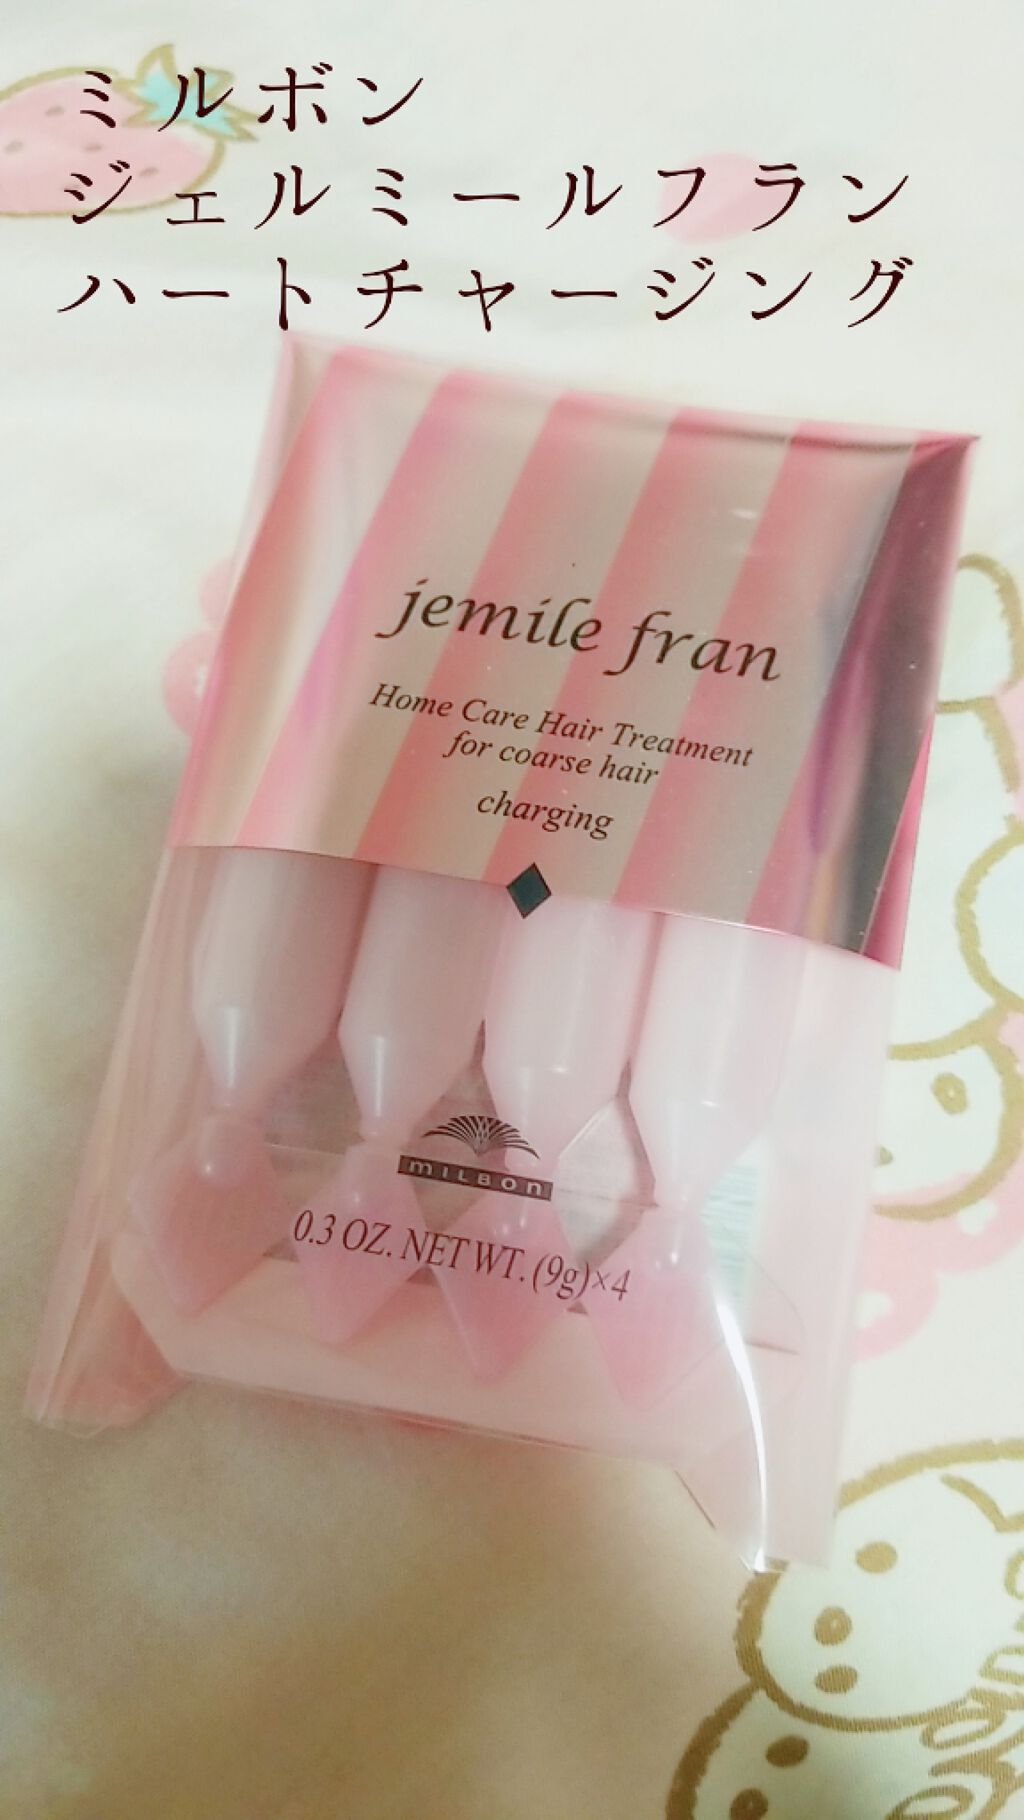 ミルボン
ジェルミールフラン
ハートチャージング
jemile fran
Home Care Hair Treatment
for coarse hair
charging
MILBON
0.3 OZ. NET WT. (9g)×4